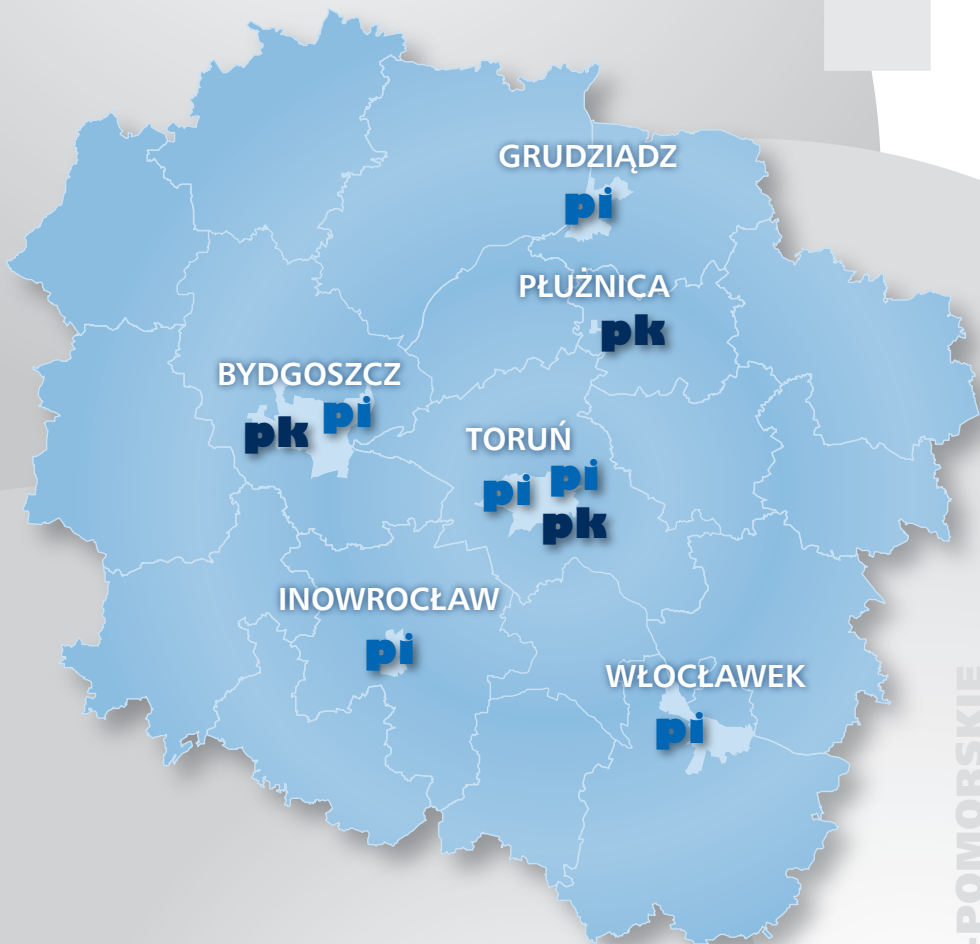 GRUDZIĄDZ
pi
PŁUŻNICA
pk
BYDGOSZCZ
pk pi
TORUŃ
pi pi
pk
INOWROCŁAW
pi
WŁOCŁAWEK
pi
POMORSKIE